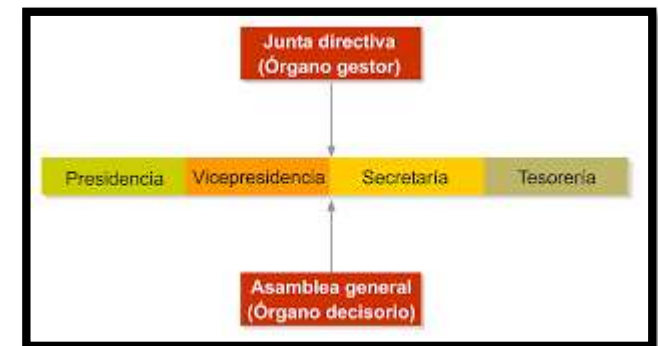 Junta directiva
(Órgano gestor)
Presidencia Vicepresidencia Secretaría Tesorería
Asamblea general
(Órgano decisorio)